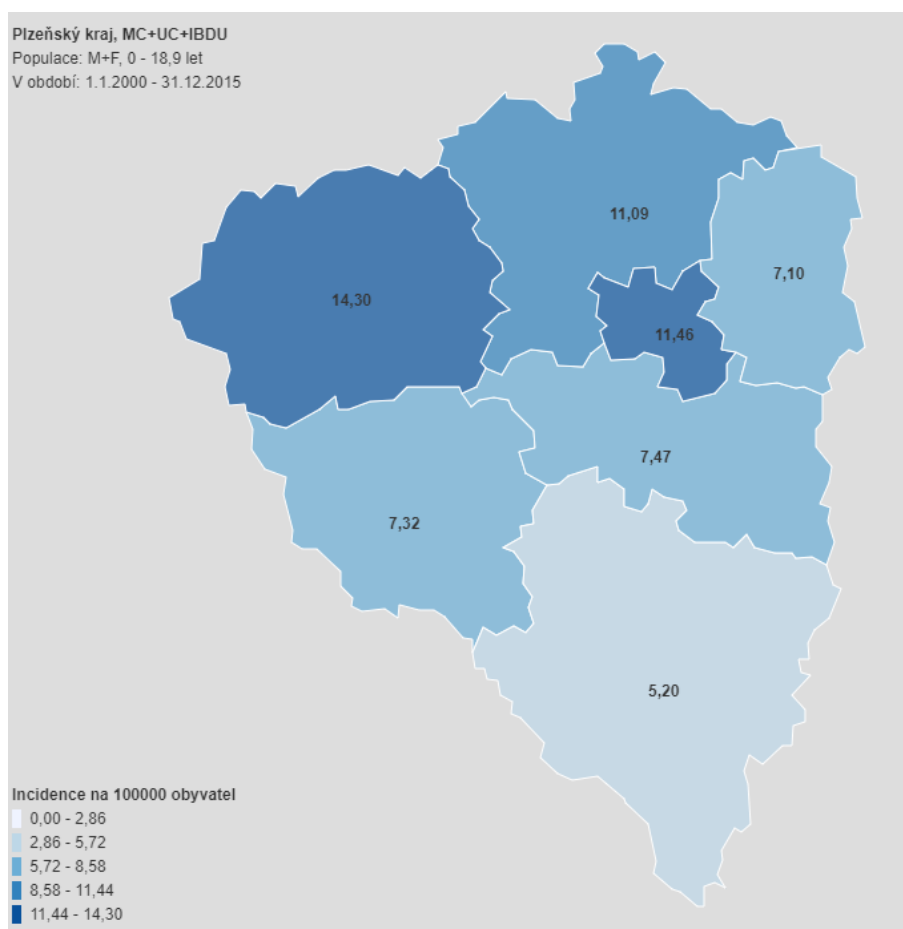 Plzeňský kraj, MC+UC+IBDU
Populace: M+F, 0 - 18,9 let
V období: 1.1.2000 - 31.12.2015
11,09
7,10
14,30
11,46
7,47
7,32
5,20
Incidence na 100000 obyvatel
0,00 - 2,86
2,86 - 5,72
5,72 - 8,58
8,58 - 11,44
11,44 - 14,30